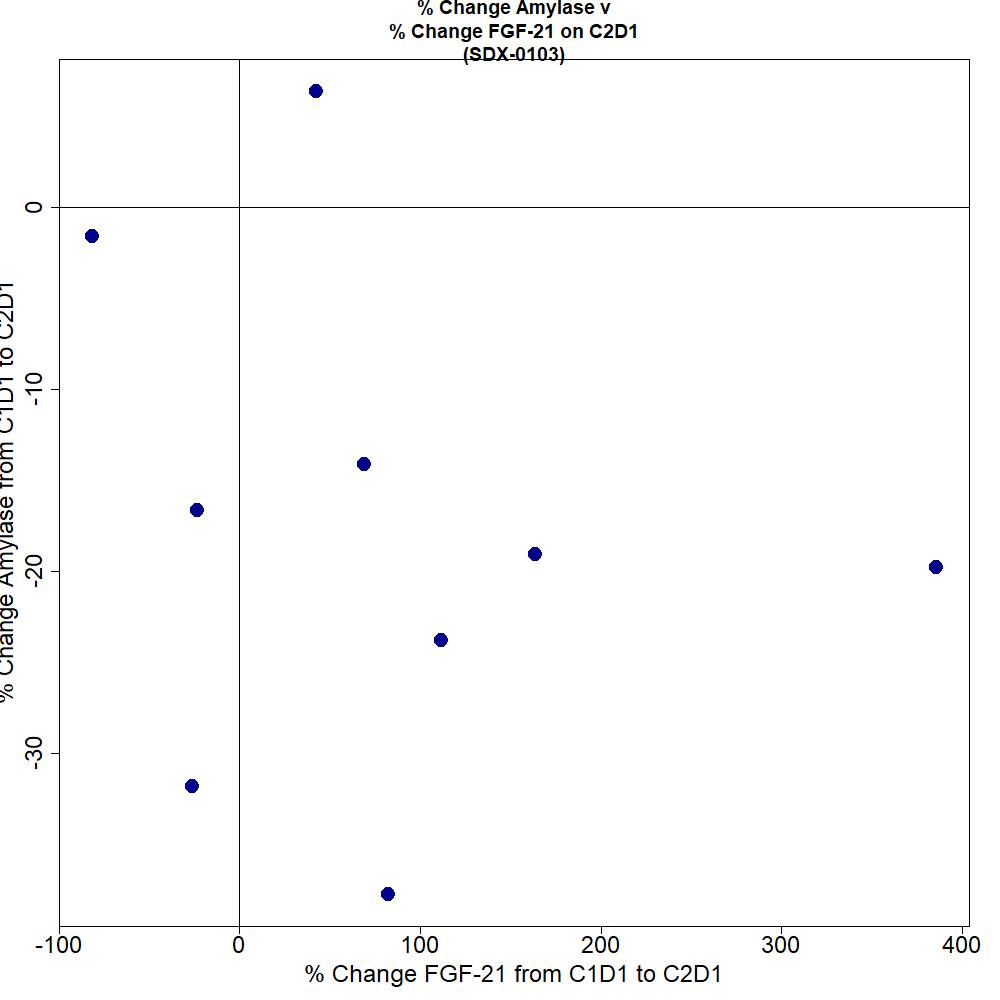 % Change Amylase v
% Change FGF-21 on C2D1
(SDX-0103)
% Change Amylase from C1D1 to C2D1
0
-10
-20
-30
-100
0
100
200
300
400
% Change FGF-21 from C1D1 to C2D1